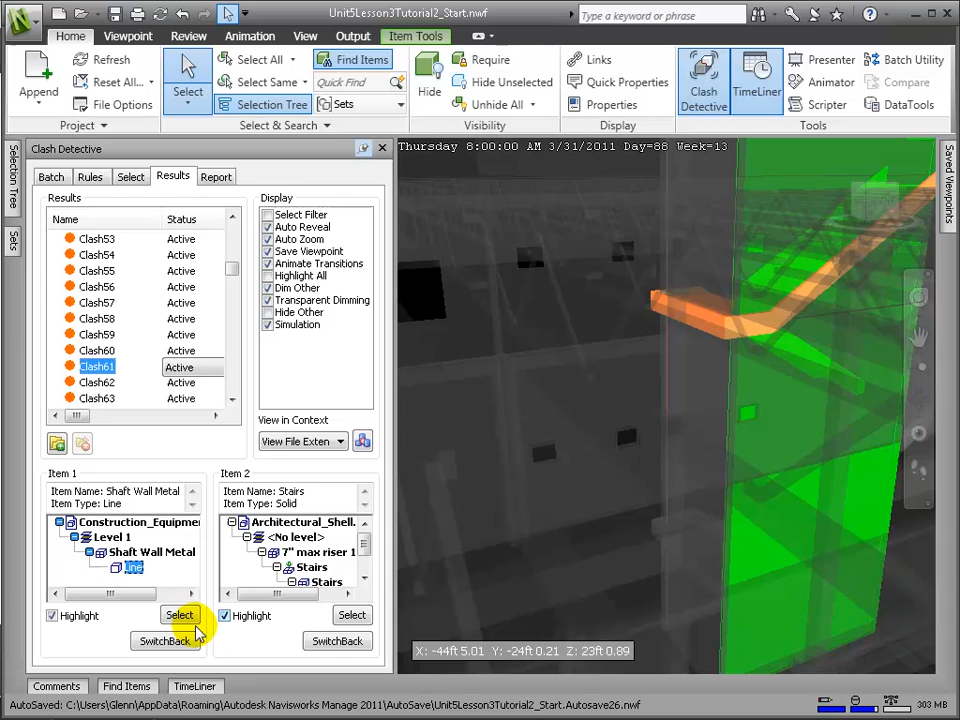 Unit5Lesson3Tutorial2_Start.nwf
Type a keyword or phrase
Home Viewpoint Review Animation View Output Item Tools
Append
Refresh
Reset All...
File Options
Project
Select
Select All
Select Same
Selection Tree
Find Items
Quick Find
Sets
Select & Search
Hide
Require
Hide Unselected
Unhide All
Visibility
Links
Quick Properties
Properties
Display
Clash
Detective
TimeLiner
Presenter
Animator
Scripter
Batch Utility
Compare
DataTools
Tools
Selection Tree
Sets
Clash Detective
Batch Rules Select Results Report
Results
Name Status
Clash53 Active
Clash54 Active
Clash55 Active
Clash56 Active
Clash57 Active
Clash58 Active
Clash59 Active
Clash60 Active
Clash61 Active
Clash62 Active
Clash63 Active
Display
Select Filter
Auto Reveal
Auto Zoom
Save Viewpoint
Animate Transitions
Highlight All
Dim Other
Transparent Dimming
Hide Other
Simulation
View in Context
View File Exten
Item 1
Item Name: Shaft Wall Metal
Item Type: Line
Construction_Equipme
Level 1
Shaft Wall Metal
Line
Highlight
Select
SwitchBack
Item 2
Item Name: Stairs
Item Type: Solid
Architectural_Shell.
<No level>
7" max riser 1
Stairs
Stairs
Highlight
Select
SwitchBack
Thursday 8:00:00 AM 3/31/2011 Day=88 Week=13
X: -44ft 5.01 Y: -24ft 0.21 Z: 23ft 0.89
Saved Viewpoints
Comments Find Items TimeLiner
AutoSaved: C:\Users\Glenn\AppData\Roaming\Autodesk Navisworks Manage 2011\AutoSave\Unit5Lesson3Tutorial2_Start.Autosave26.nwf
303 MB